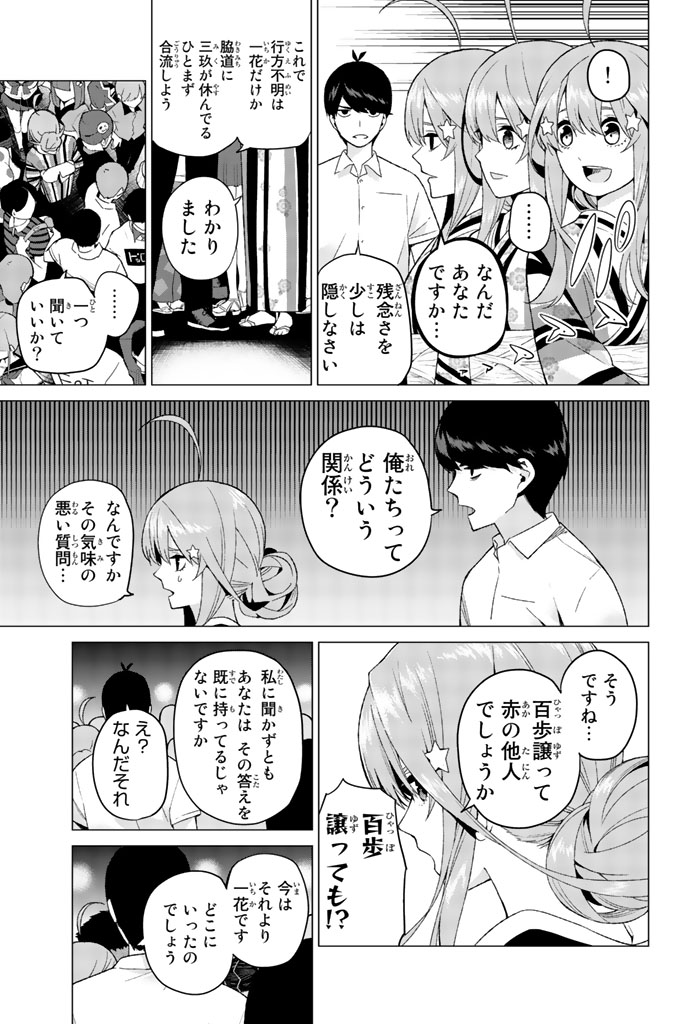 ！
……
なんだ
あなた
ですか…
残念さを
少しは
隠しなさい
これで
行方不明は
一花だけか
脇道に
三玖が休んでる
ひとまず
合流しよう
わかり
ました
……
一つ
聞いて
いいか？
俺たちって
どういう
関係？
なんですか
その気味の
悪い質問…
そう
ですね…
百歩譲って
赤の他人
でしょうか
百歩
譲っても!?
私に聞かずとも
あなたは その答えを
既に持ってるじゃ
ないですか
え？
なんだそれ
今は
それより
一花です
どこに
いったの
でしょう